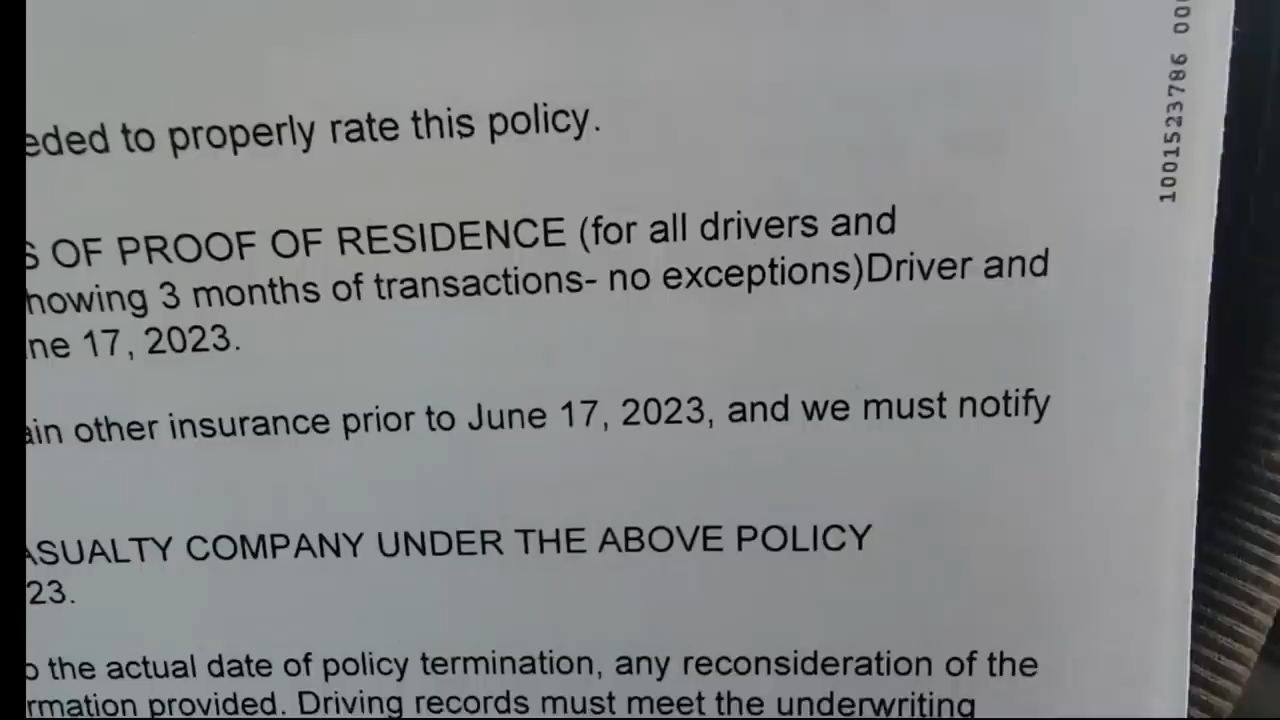 eded to properly rate this policy.
S OF PROOF OF RESIDENCE (for all drivers and
howing 3 months of transactions- no exceptions)Driver and
ne 17, 2023.
ain other insurance prior to June 17, 2023, and we must notify
ASUALTY COMPANY UNDER THE ABOVE POLICY
23.
o the actual date of policy termination, any reconsideration of the
rmation provided. Driving records must meet the underwriting
1001523786 00